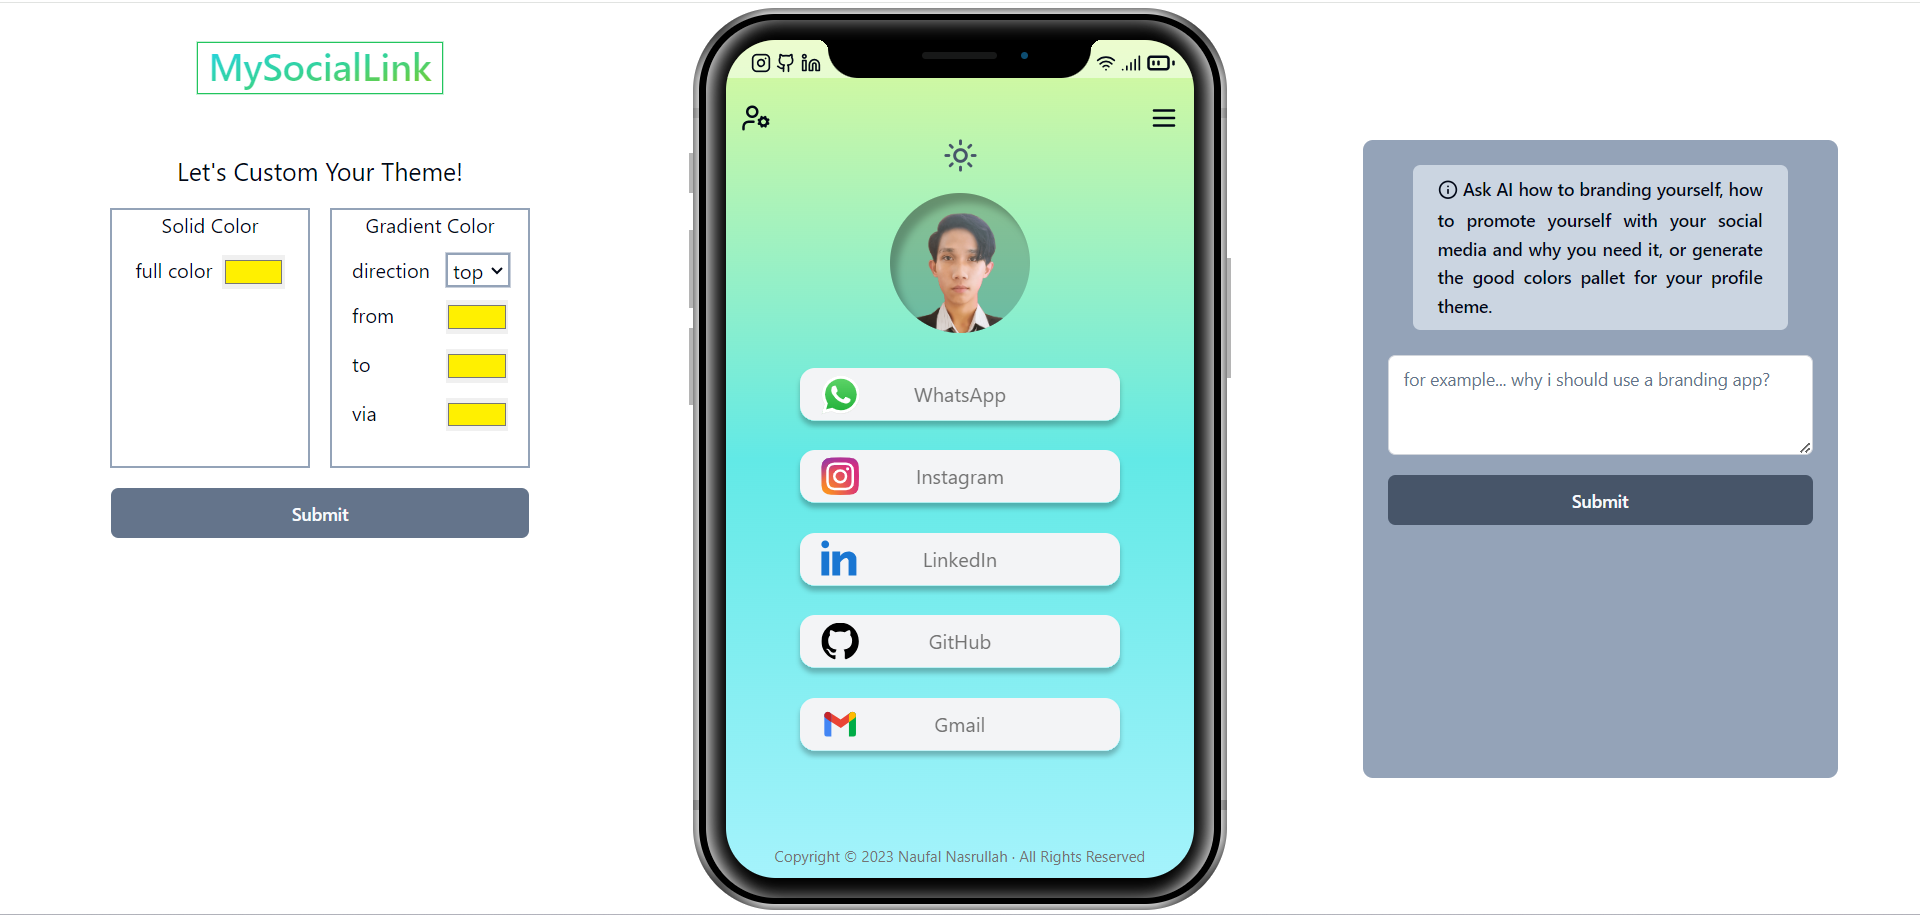 MySocialLink
Let's Custom Your Theme!
Solid Color
full color
Gradient Color
direction top
from
to
via
Submit
WhatsApp
Instagram
LinkedIn
GitHub
Gmail
Copyright © 2023 Naufal Nasrullah · All Rights Reserved
Ask AI how to branding yourself, how
to promote yourself with your social
media and why you need it, or generate
the good colors pallet for your profile
theme.
for example... why i should use a branding app?
Submit